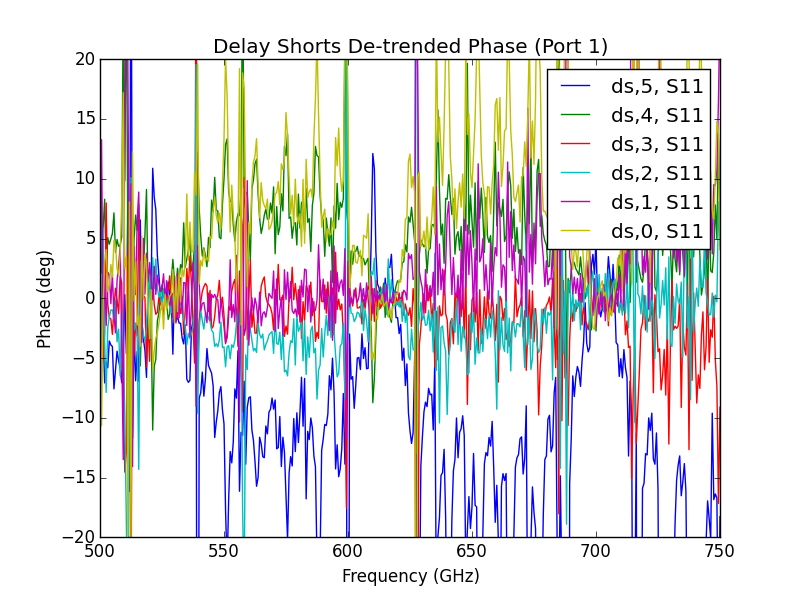 Delay Shorts De-trended Phase (Port 1)
20
15
10
5
0
−5
−10
−15
−20
Phase (deg)
ds,5, S11
ds,4, S11
ds,3, S11
ds,2, S11
ds,1, S11
ds,0, S11
500 550 600 650 700 750
Frequency (GHz)